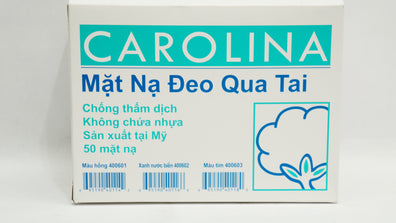 CAROLINA
Mặt Nạ Đeo Qua Tai
Chống thấm dịch
Không chứa nhựa
Sản xuất tại Mỹ
50 mặt nạ
Màu hồng 400601 Xanh nước biển 400602 Màu tím 400603